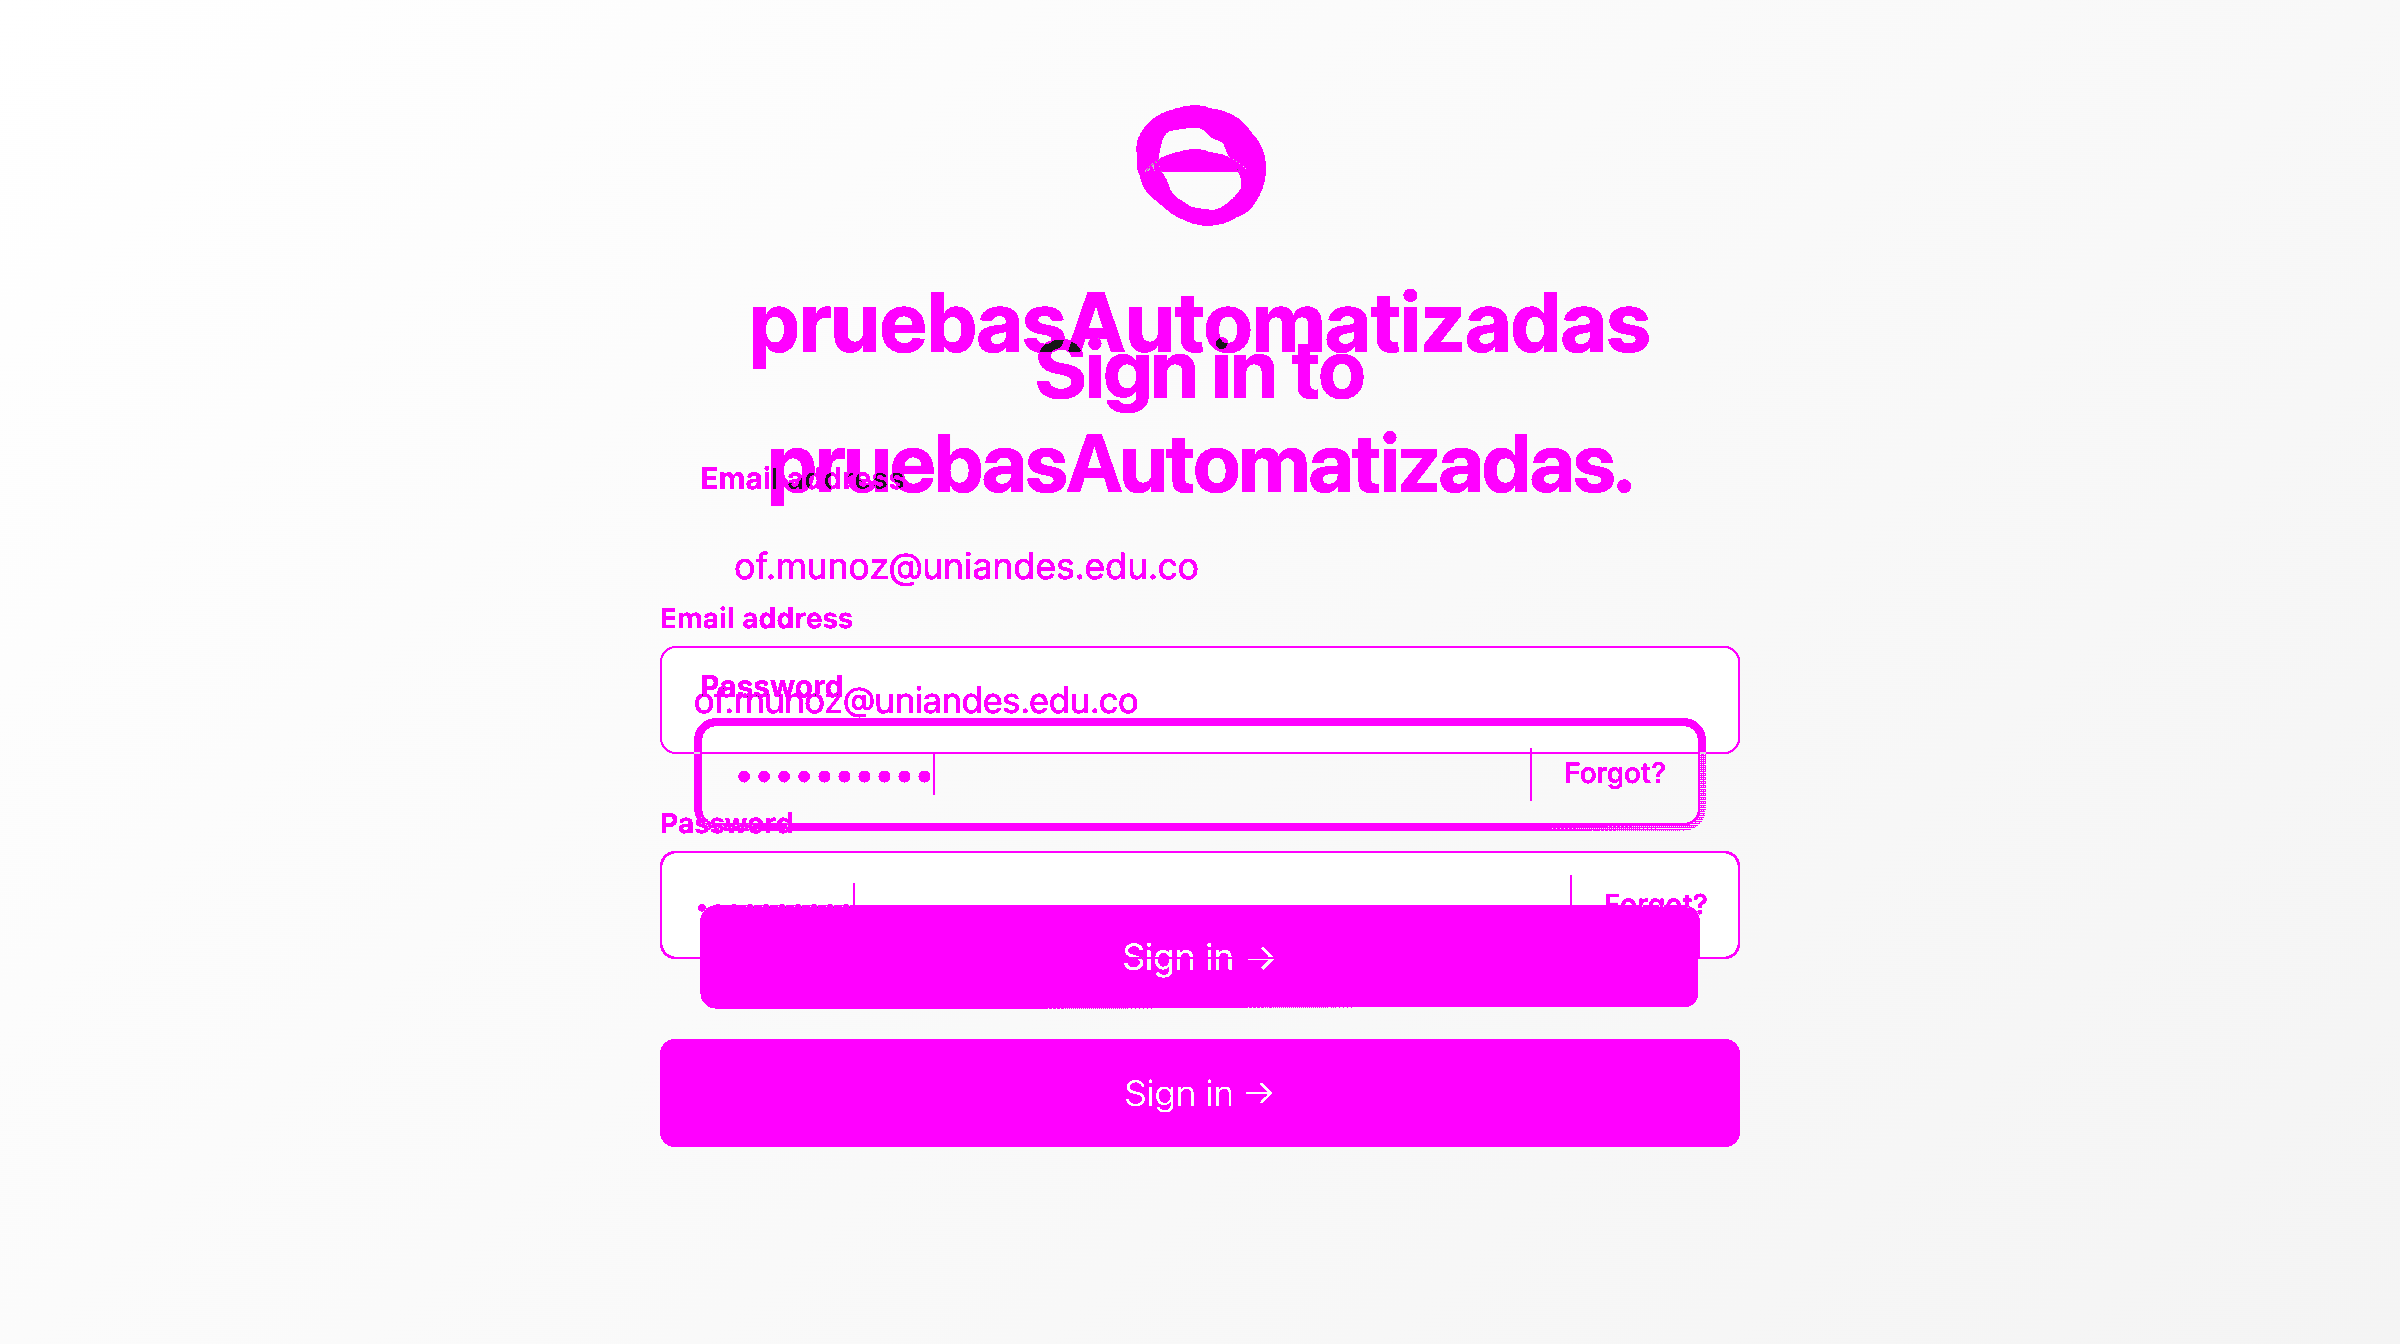 pruebasAutomatizadas
Sign in to
pruebasAutomatizadas.
Email address
of.munoz@uniandes.edu.co
Email address
Password
of.munoz@uniandes.edu.co
Forgot?
Password
Forgot?
Sign in →
Sign in →